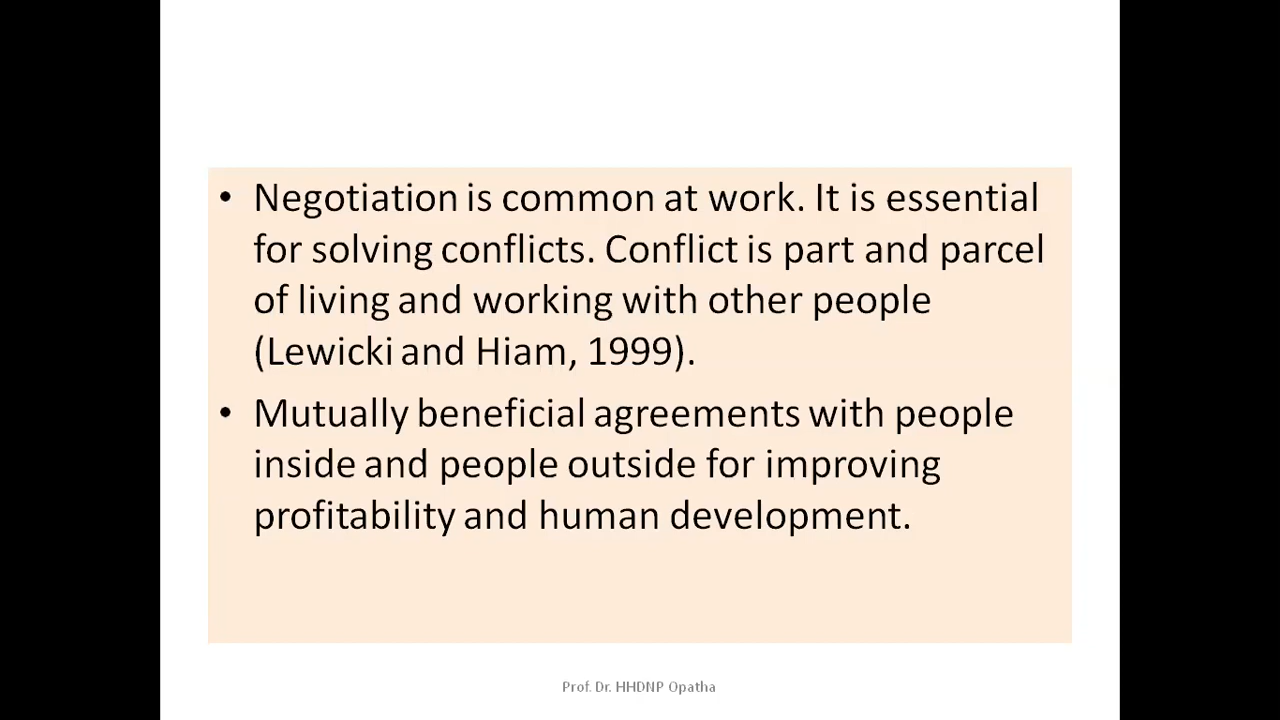 • Negotiation is common at work. It is essential
for solving conflicts. Conflict is part and parcel
of living and working with other people
(Lewicki and Hiam, 1999).
• Mutually beneficial agreements with people
inside and people outside for improving
profitability and human development.
Prof. Dr. HHDNP Opatha